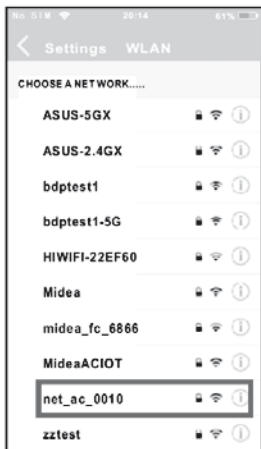 No SIM 20:14 61%
Settings WLAN
CHOOSE A NETWORK.....
ASUS-5GX
ASUS-2.4GX
bdptest1
bdptest1-5G
HIWIFI-22EF60
Midea
midea_fc_6866
MideaACIOT
net_ac_0010
zztest